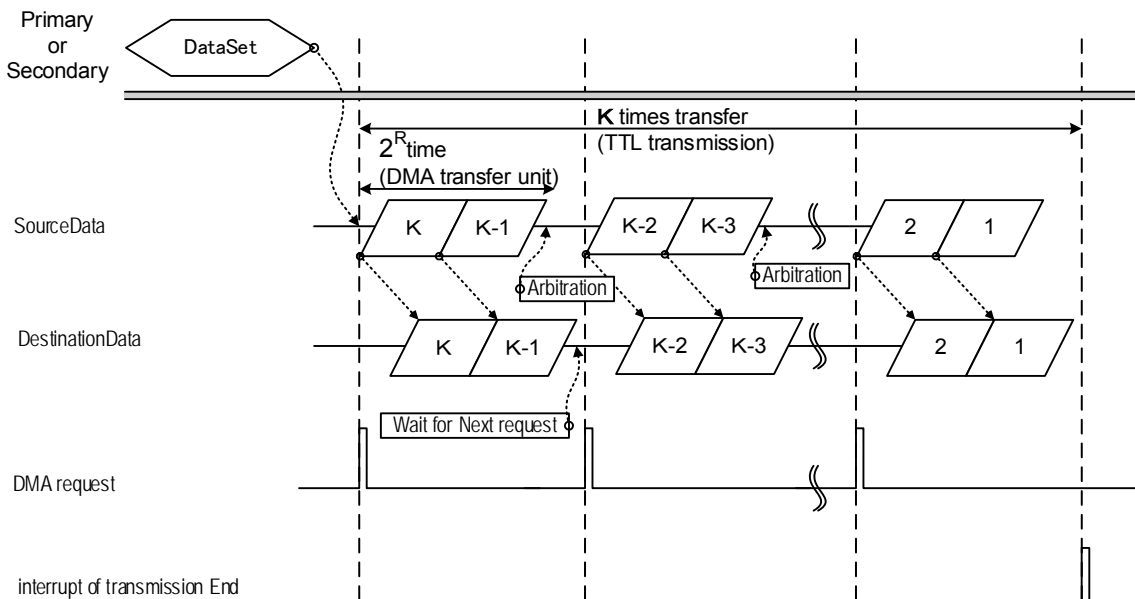 Primary
or
Secondary
DataSet
K times transfer
(TTL transmission)
2^R time
(DMA transfer unit)
SourceData
K
K-1
K-2
K-3
2
1
Arbitration
Arbitration
DestinationData
K
K-1
K-2
K-3
2
1
Wait for Next request
DMA request
interrupt of transmission End